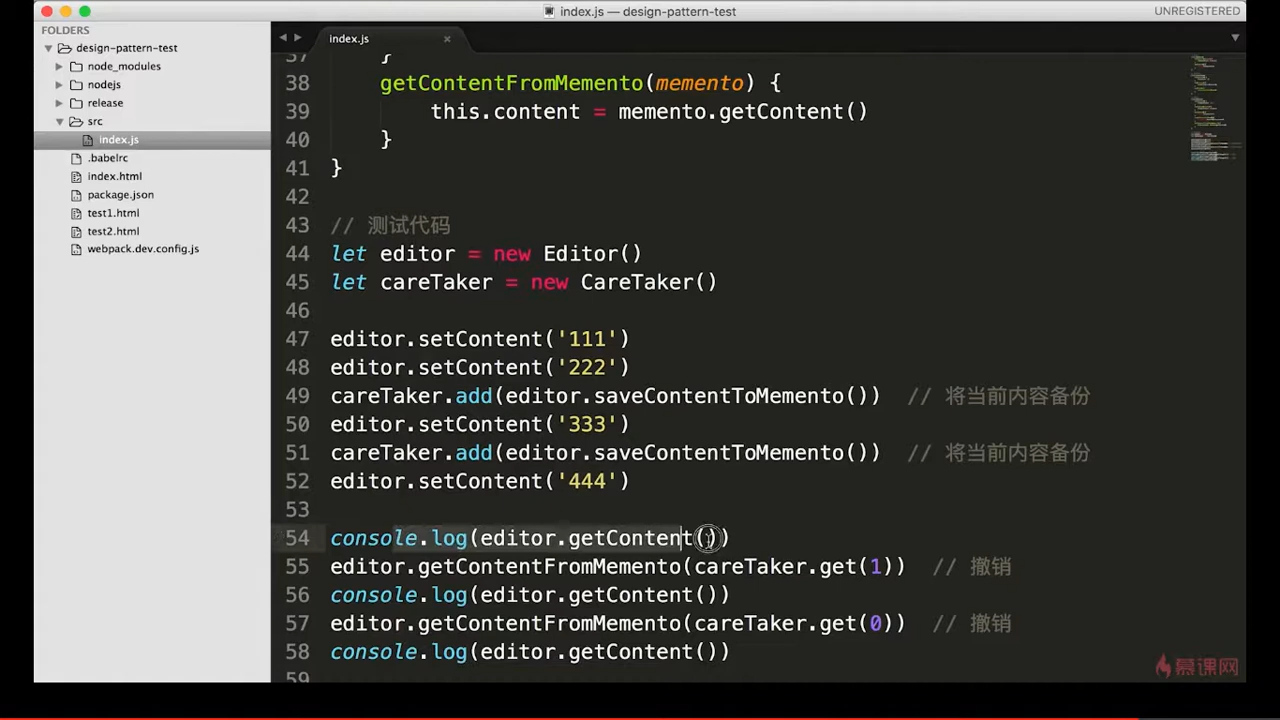 index.js — design-pattern-test
UNREGISTERED
FOLDERS
design-pattern-test
node_modules
nodejs
release
src
index.js
.babelrc
index.html
package.json
test1.html
test2.html
webpack.dev.config.js
index.js
37 }
38 getContentFromMemento(memento) {
39 this.content = memento.getContent()
40 }
41 }
42
43 // 测试代码
44 let editor = new Editor()
45 let careTaker = new CareTaker()
46
47 editor.setContent('111')
48 editor.setContent('222')
49 careTaker.add(editor.saveContentToMemento()) // 将当前内容备份
50 editor.setContent('333')
51 careTaker.add(editor.saveContentToMemento()) // 将当前内容备份
52 editor.setContent('444')
53
54 console.log(editor.getContent())
55 editor.getContentFromMemento(careTaker.get(1)) // 撤销
56 console.log(editor.getContent())
57 editor.getContentFromMemento(careTaker.get(0)) // 撤销
58 console.log(editor.getContent())
59
慕课网